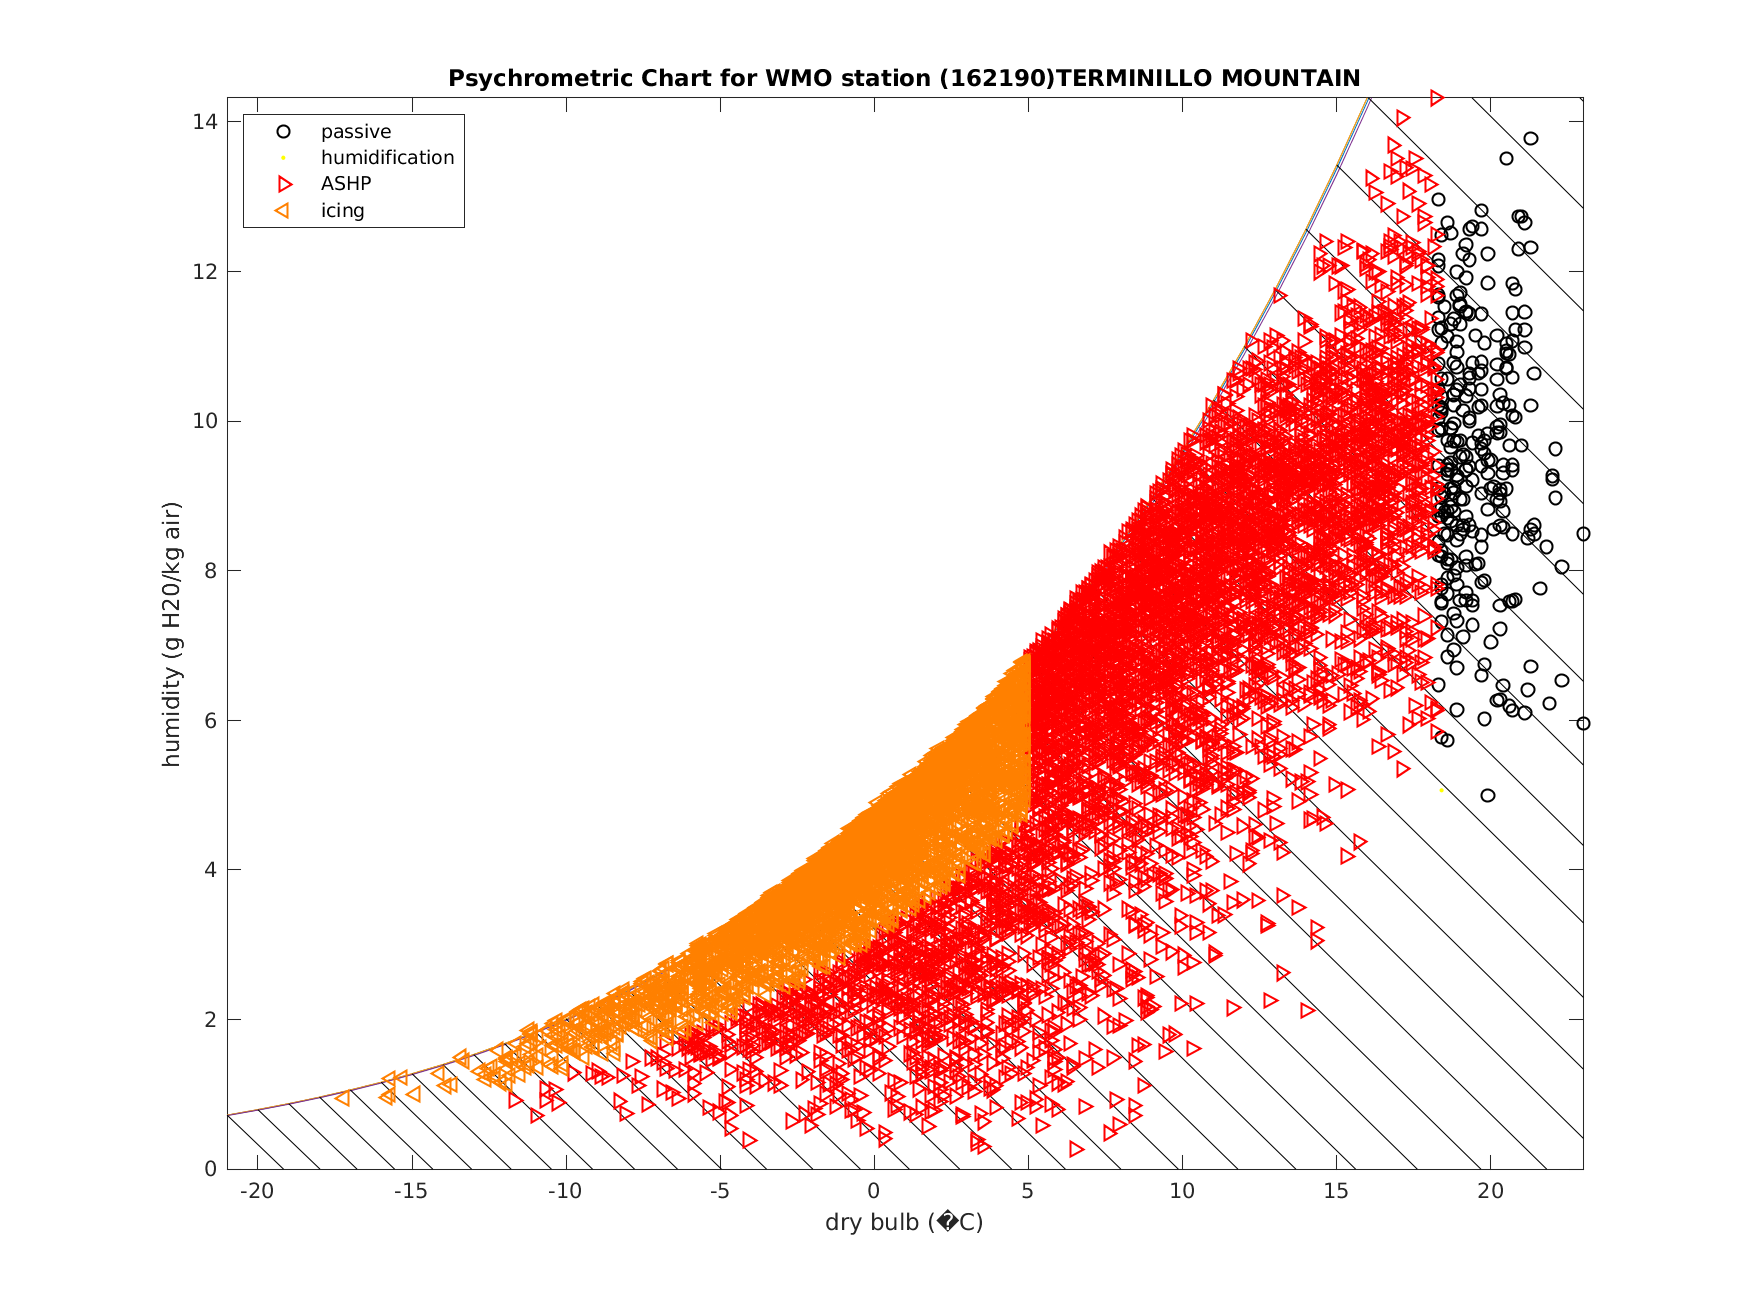 Psychrometric Chart for WMO station (162190)TERMINILLO MOUNTAIN
passive
humidification
ASHP
icing
14
12
10
8
6
4
2
0
humidity (g H20/kg air)
-20 -15 -10 -5 0 5 10 15 20
dry bulb (�C)